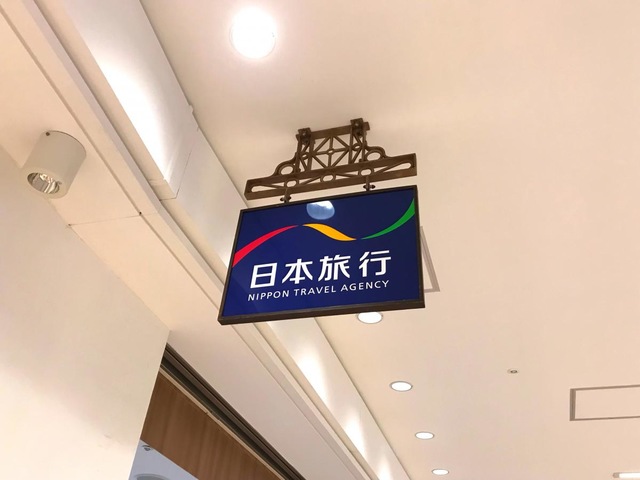 日本旅行
NIPPON TRAVEL AGENCY